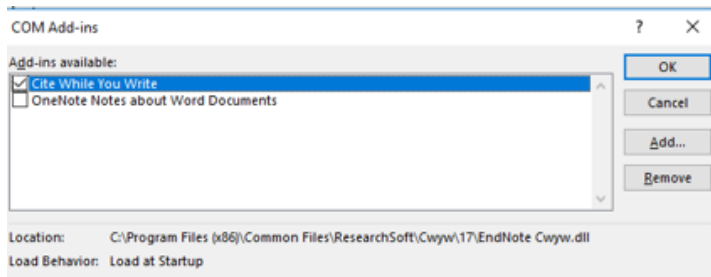 COM Add-ins
?
Add-ins available:
Cite While You Write
OneNote Notes about Word Documents
OK
Cancel
Add...
Remove
Location: C:\Program Files (x86)\Common Files\ResearchSoft\Cwyw\17\EndNote Cwyw.dll
Load Behavior: Load at Startup